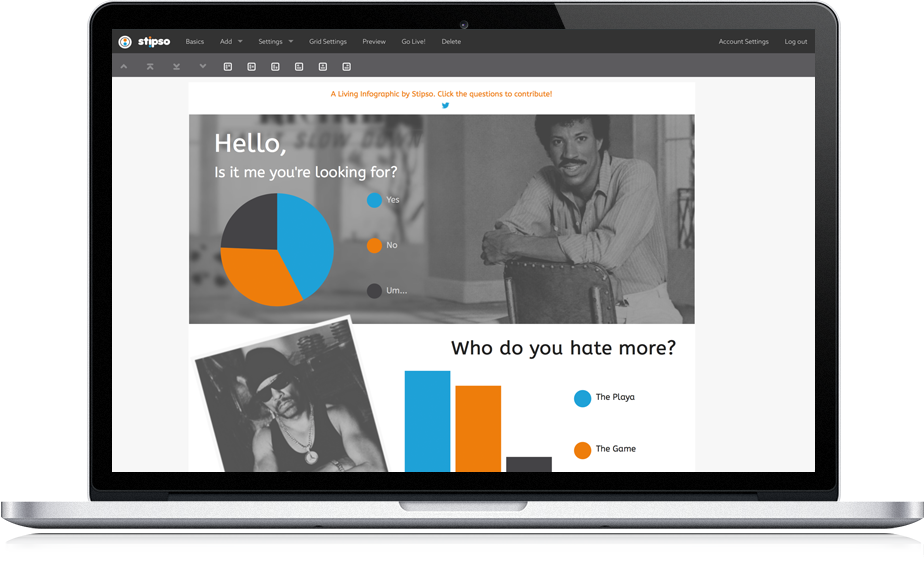 stipso Basics Add Settings Grid Settings Preview Go Live! Delete Account Settings Log out
A Living Infographic by Stipso. Click the questions to contribute!
SLOW DOWN
Hello,
Is it me you're looking for?
Yes
No
Um...
Who do you hate more?
The Playa
The Game